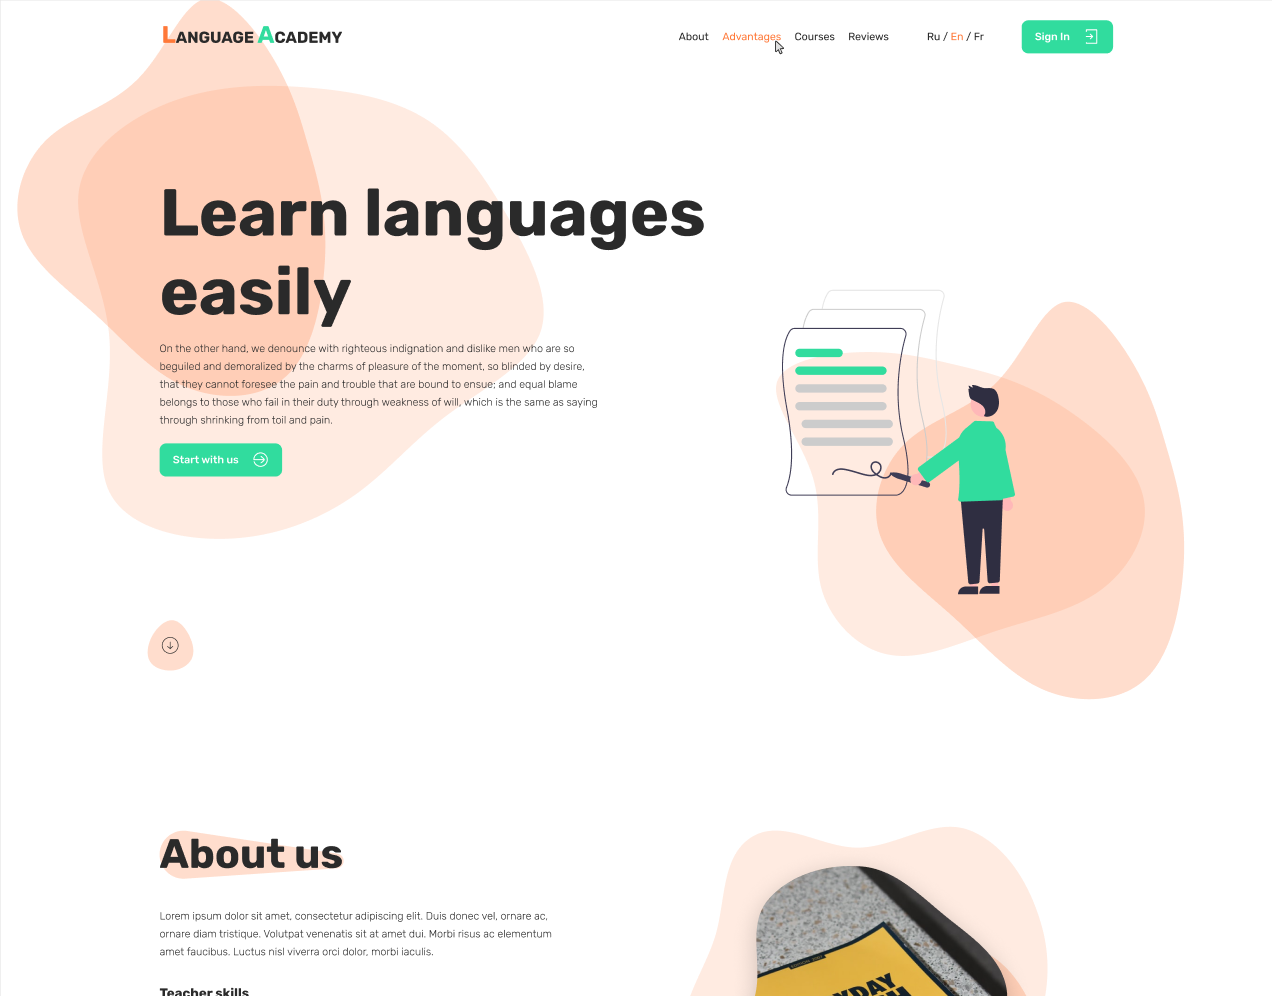 LANGUAGE ACADEMY
About Advantages Courses Reviews Ru / En / Fr Sign In
Learn languages
easily
On the other hand, we denounce with righteous indignation and dislike men who are so
beguiled and demoralized by the charms of pleasure of the moment, so blinded by desire,
that they cannot foresee the pain and trouble that are bound to ensue; and equal blame
belongs to those who fail in their duty through weakness of will, which is the same as saying
through shrinking from toil and pain.
Start with us
About us
Lorem ipsum dolor sit amet, consectetur adipiscing elit. Duis donec vel, ornare ac,
ornare diam tristique. Volutpat venenatis sit at amet dui. Morbi risus ac elementum
amet faucibus. Luctus nisl viverra orci dolor, morbi iaculis.
Teacher skills